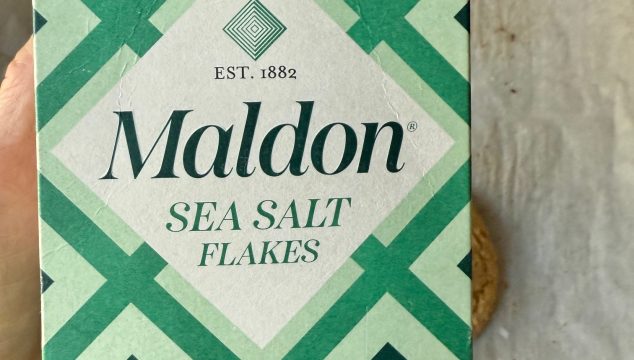 EST. 1882
Maldon®
SEA SALT
FLAKES